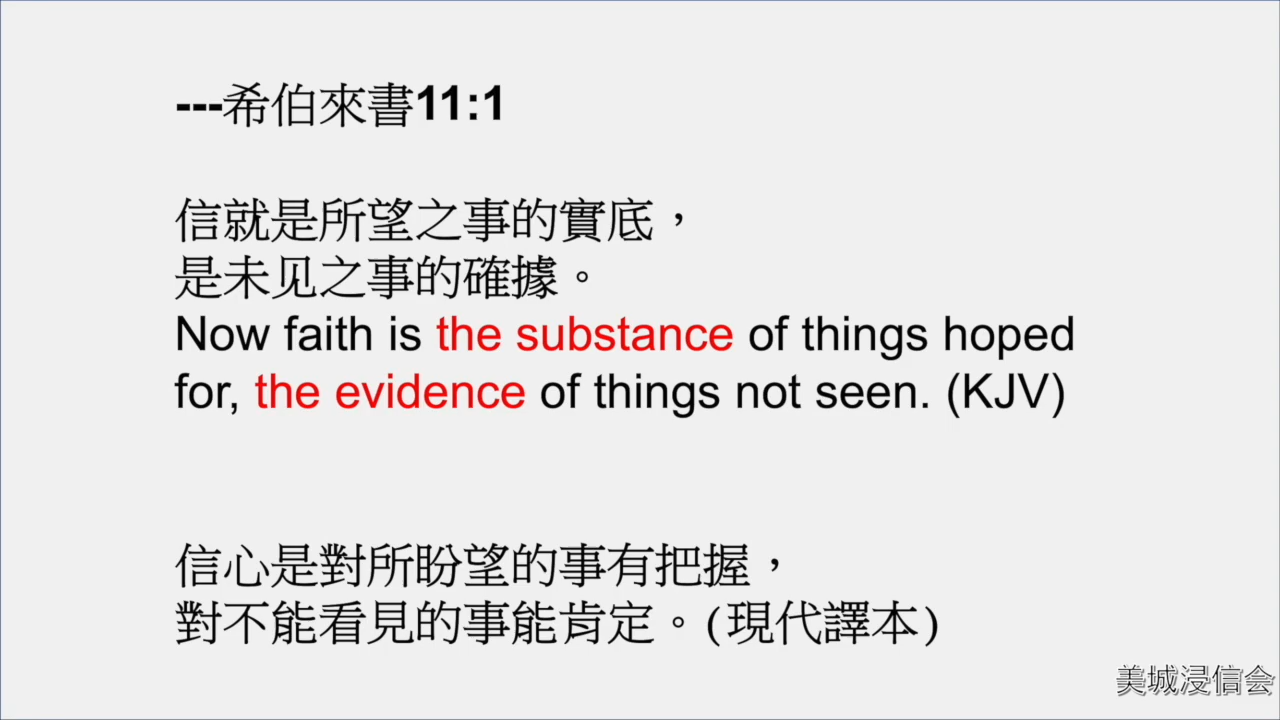 ---希伯來書11:1
信就是所望之事的實底，
是未见之事的確據。
Now faith is the substance of things hoped
for, the evidence of things not seen. (KJV)
信心是對所盼望的事有把握，
對不能看見的事能肯定。(現代譯本)
美城浸信会